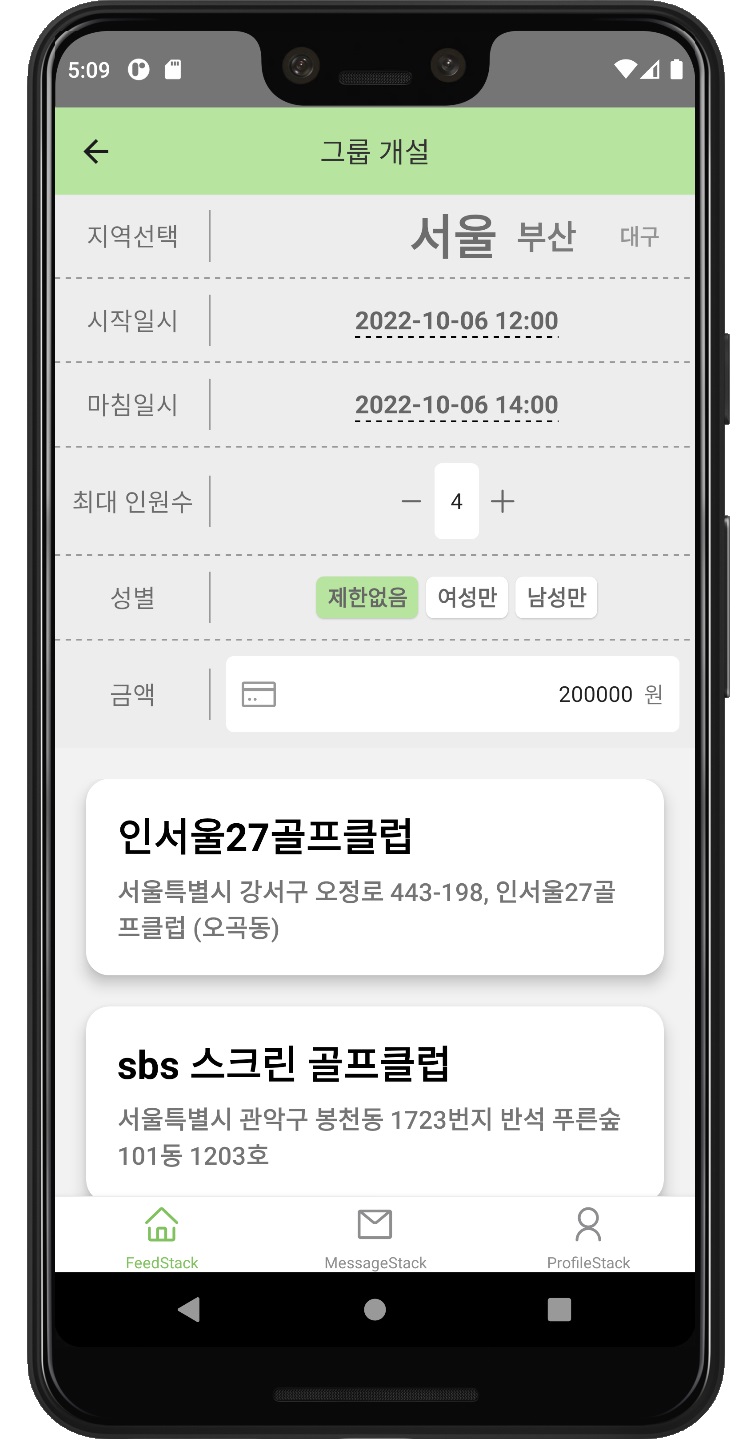 5:09
그룹 개설
지역선택 서울 부산 대구
시작일시 2022-10-06 12:00
마침일시 2022-10-06 14:00
최대 인원수 4
성별 제한없음 여성만 남성만
금액 200000 원
인서울27골프클럽
서울특별시 강서구 오정로 443-198, 인서울27골
프클럽 (오곡동)
sbs 스크린 골프클럽
서울특별시 관악구 봉천동 1723번지 반석 푸른숲
101동 1203호
FeedStack MessageStack ProfileStack